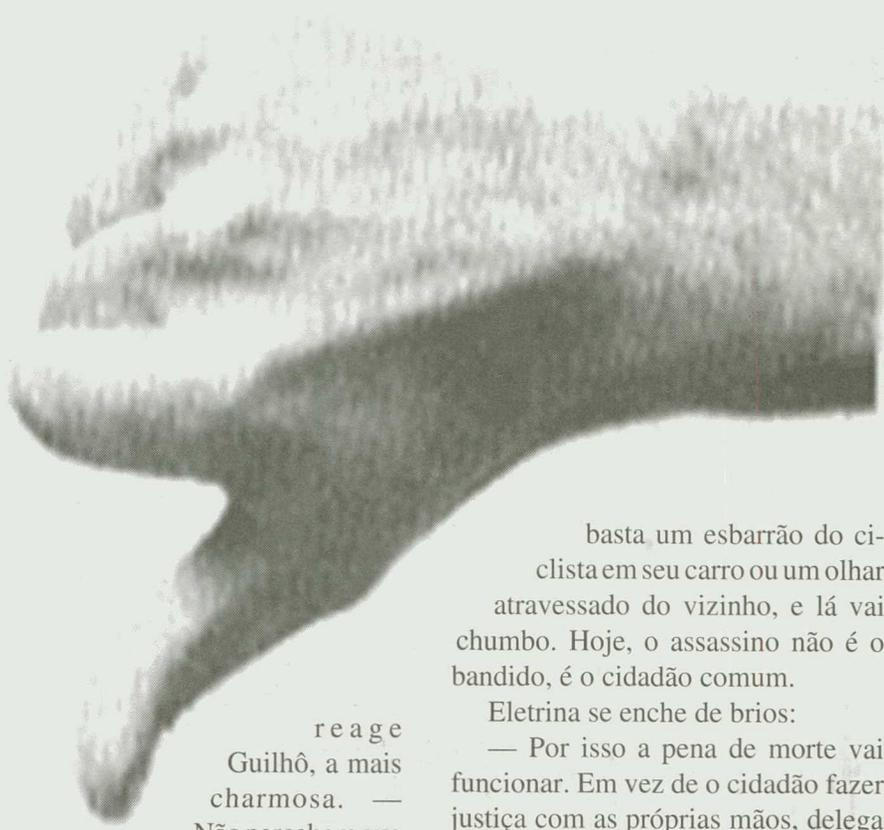 reage
Guilhô, a mais
charmosa. —
basta um esbarrão do ci-
clista em seu carro ou um olhar
atravessado do vizinho, e lá vai
chumbo. Hoje, o assassino não é o
bandido, é o cidadão comum.
Eletrina se enche de brios:
— Por isso a pena de morte vai
funcionar. Em vez de o cidadão fazer
justiça com as próprias mãos, delega